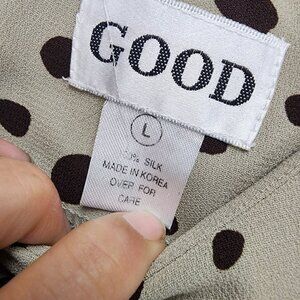 GOOD
L
% SILK
MADE IN KOREA
OVER FOR
CARE